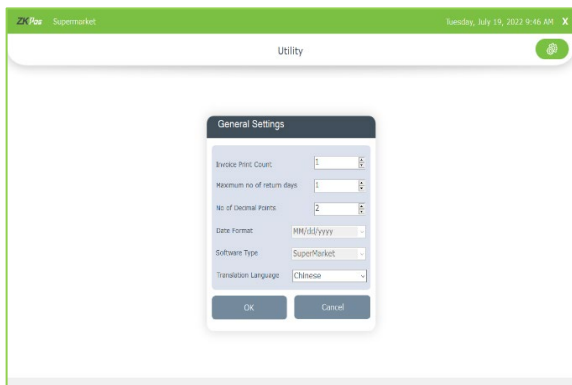 ZKPos Supermarket Tuesday, July 19, 2022 9:46 AM X
Utility
General Settings
Invoice Print Count 1
Maximum no of return days 1
No of Decimal Points 2
Date Format MM/dd/yyyy
Software Type SuperMarket
Translation Language Chinese
OK Cancel